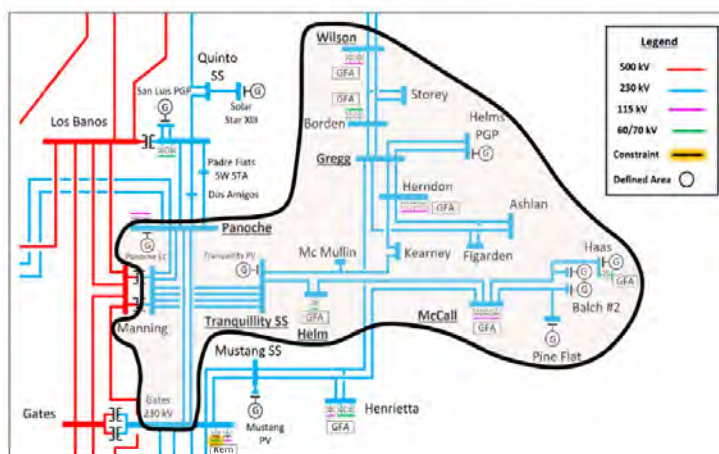 Wilson
GFA
Quinto
SS
San Luis PGP
G
Solar
Star XIII
G
GFA
Storey
Los Banos
Borden
Helms
PGP
G
Gregg
Padre Flats
SW STA
Dos Amigos
Herndon
GFA
Ashlan
Panoche
G
Panoche EC
Tranquility PV
G
Mc Mullin
Kearney
Figarden
Haas
G
GFA
G
G
Balch #2
Manning
Tranquillity SS
GFA
Helm
McCall
GFA
G
Pine Flat
Mustang SS
G
Mustang
PV
Gates
230 kV
Gates
Kern
Henrietta
GFA
Legend
500 kV
230 kV
115 kV
60/70 kV
Constraint
Defined Area